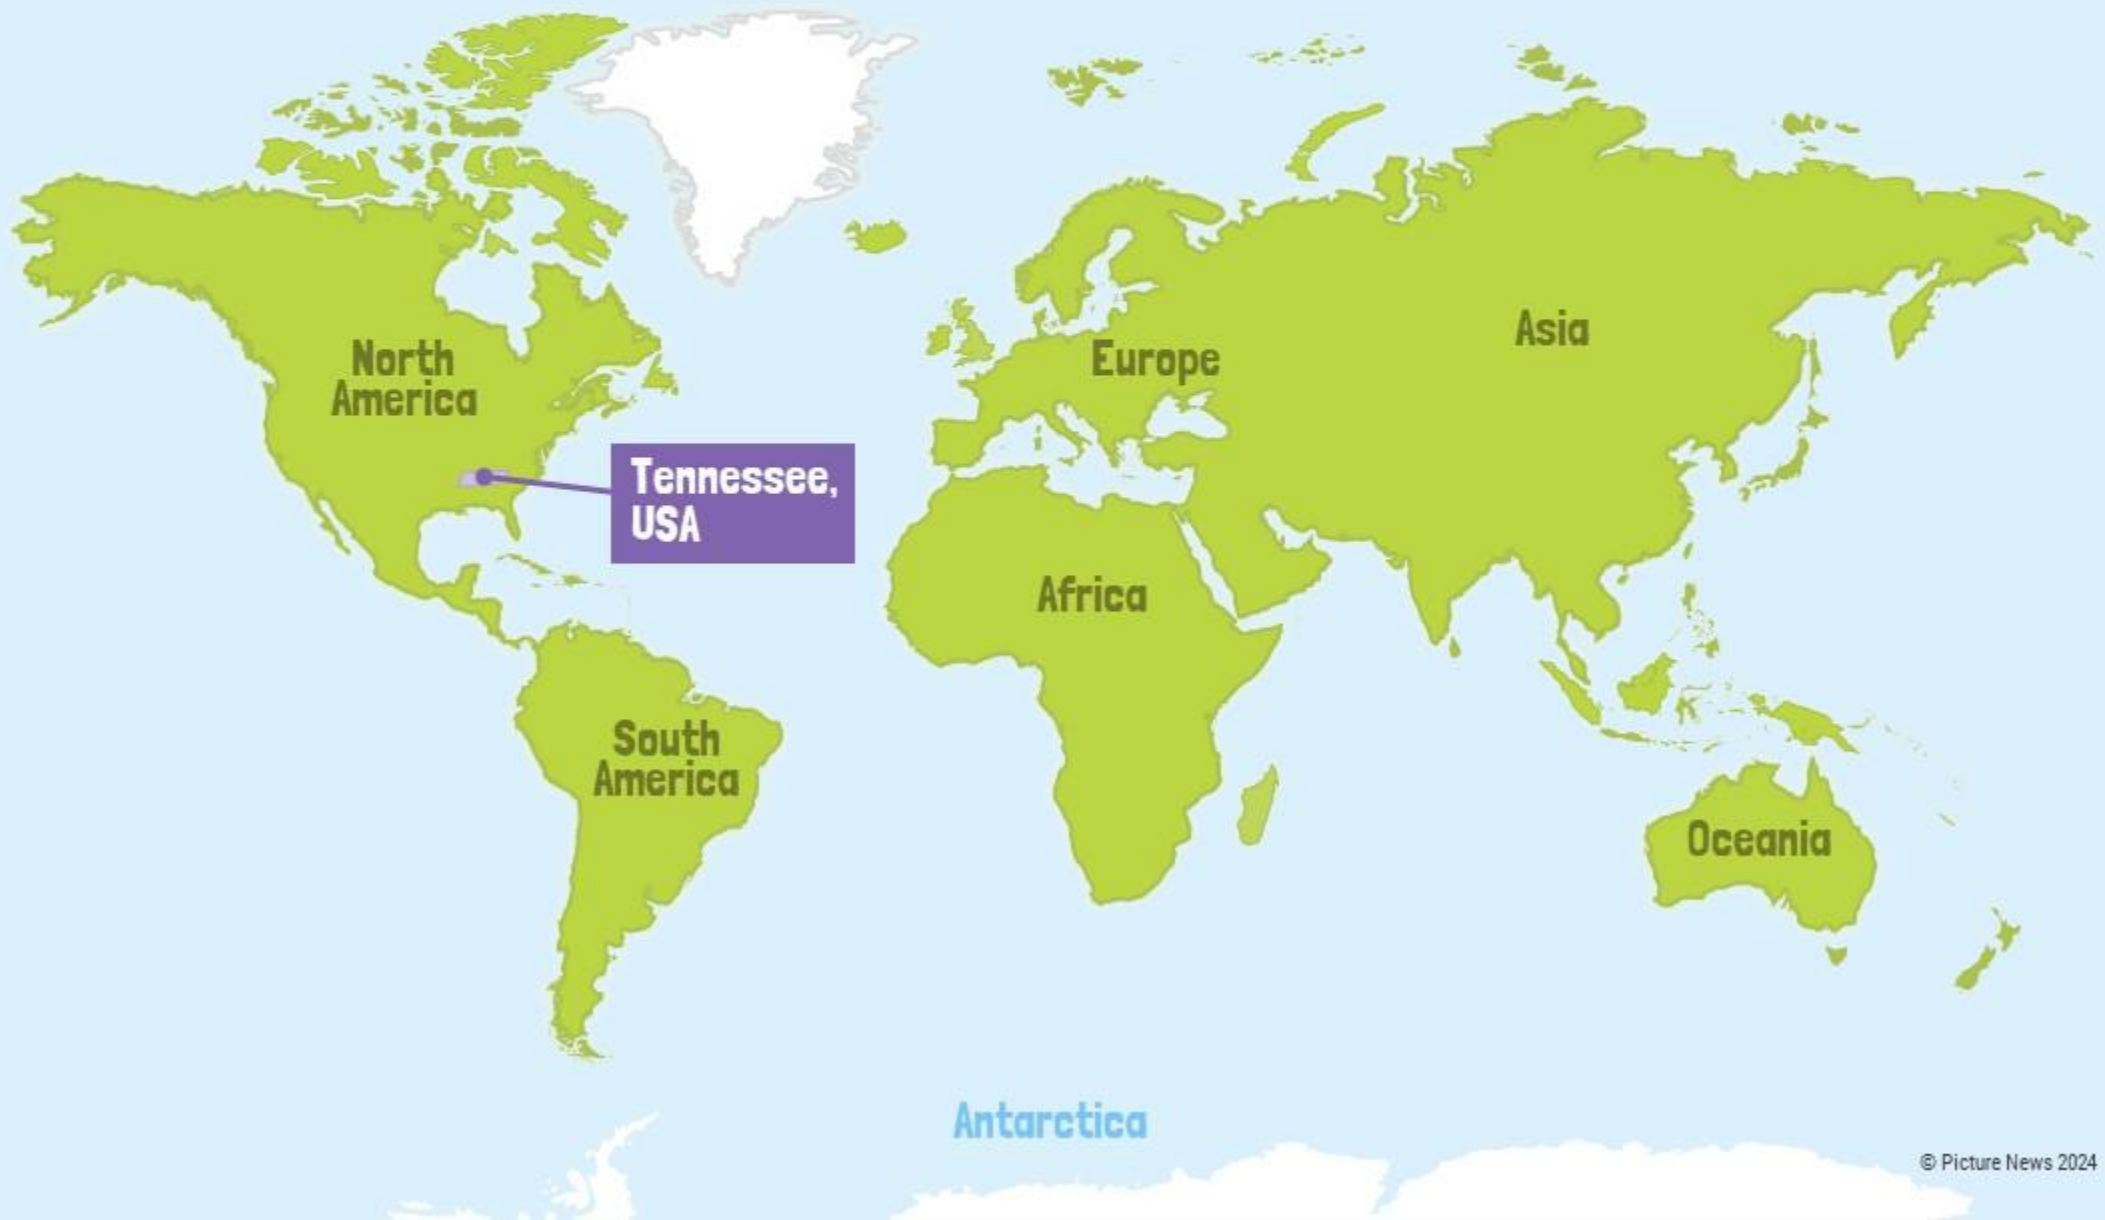 Asia
North
America
Europe
Tennessee,
USA
Africa
South
America
Oceania
Antarctica
© Picture News 2024